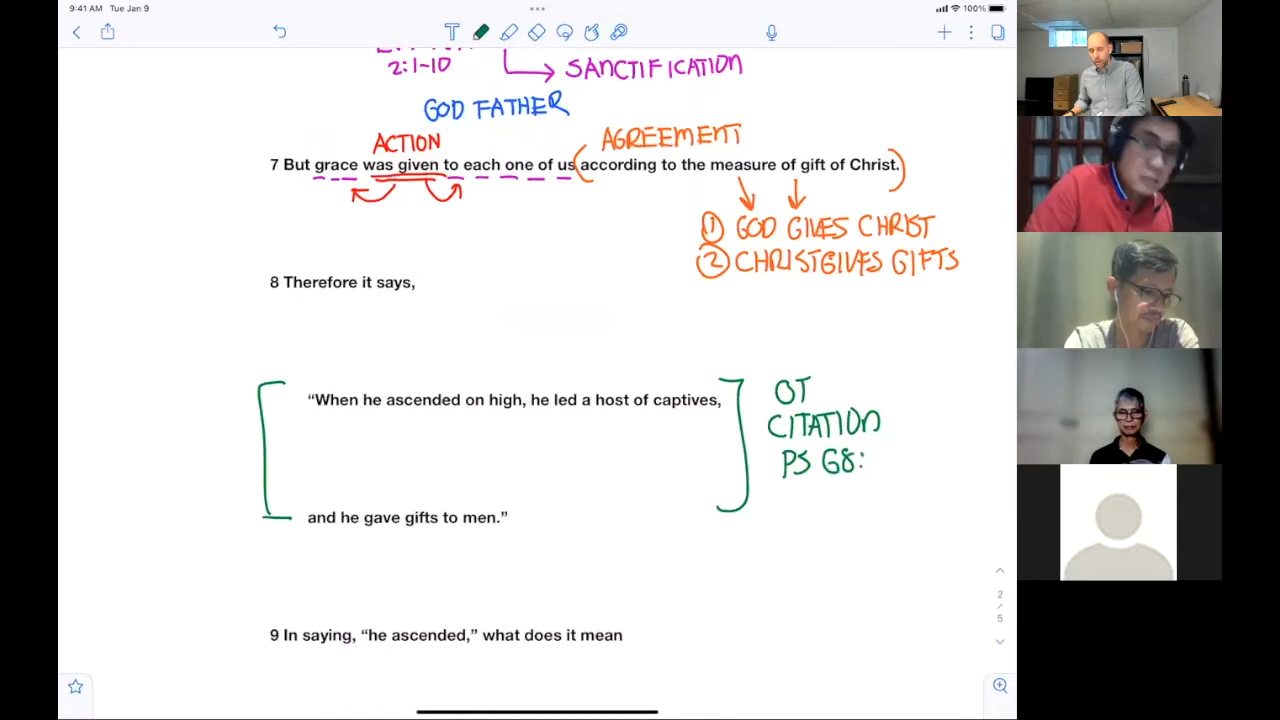 9:41 AM Tue Jan 9
100%
2:1-10
SANCTIFICATION
GOD FATHER
ACTION
AGREEMENT
7 But grace was given to each one of us according to the measure of gift of Christ.
① GOD GIVES CHRIST
② CHRIST GIVES GIFTS
8 Therefore it says,
“When he ascended on high, he led a host of captives,
OT
CITATION
PS 68:
and he gave gifts to men.”
2
/
5
9 In saying, “he ascended,” what does it mean